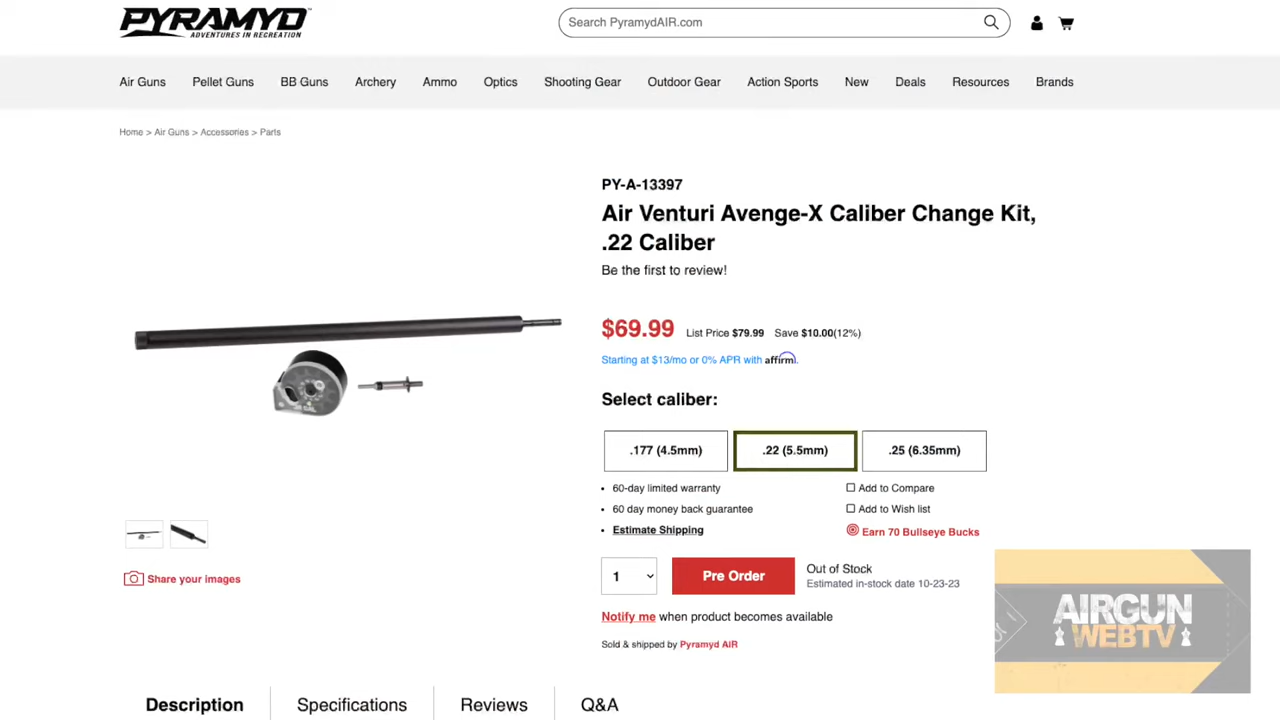 PYRAMYD
ADVENTURES IN RECREATION
Search PyramydAIR.com
Air Guns Pellet Guns BB Guns Archery Ammo Optics Shooting Gear Outdoor Gear Action Sports New Deals Resources Brands
Home > Air Guns > Accessories > Parts
PY-A-13397
Air Venturi Avenge-X Caliber Change Kit,
.22 Caliber
Be the first to review!
$69.99 List Price $79.99 Save $10.00(12%)
Starting at $13/mo or 0% APR with affirm.
Select caliber:
.177 (4.5mm) .22 (5.5mm) .25 (6.35mm)
• 60-day limited warranty
Add to Compare
• 60 day money back guarantee
Add to Wish list
• Estimate Shipping
Earn 70 Bullseye Bucks
1 Pre Order
Out of Stock
Estimated in-stock date 10-23-23
Notify me when product becomes available
Sold & shipped by Pyramyd AIR
Share your images
AIRGUN
WEBTV
Description Specifications Reviews Q&A